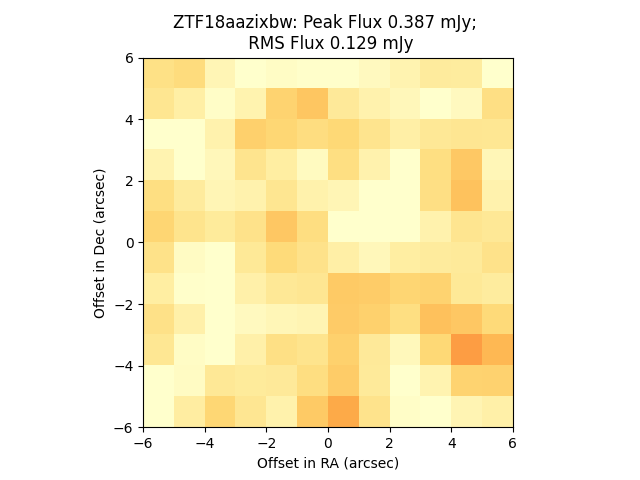 ZTF18aazixbw: Peak Flux 0.387 mJy;
RMS Flux 0.129 mJy
6
4
2
0
−2
−4
−6
Offset in Dec (arcsec)
−6 −4 −2 0 2 4 6
Offset in RA (arcsec)